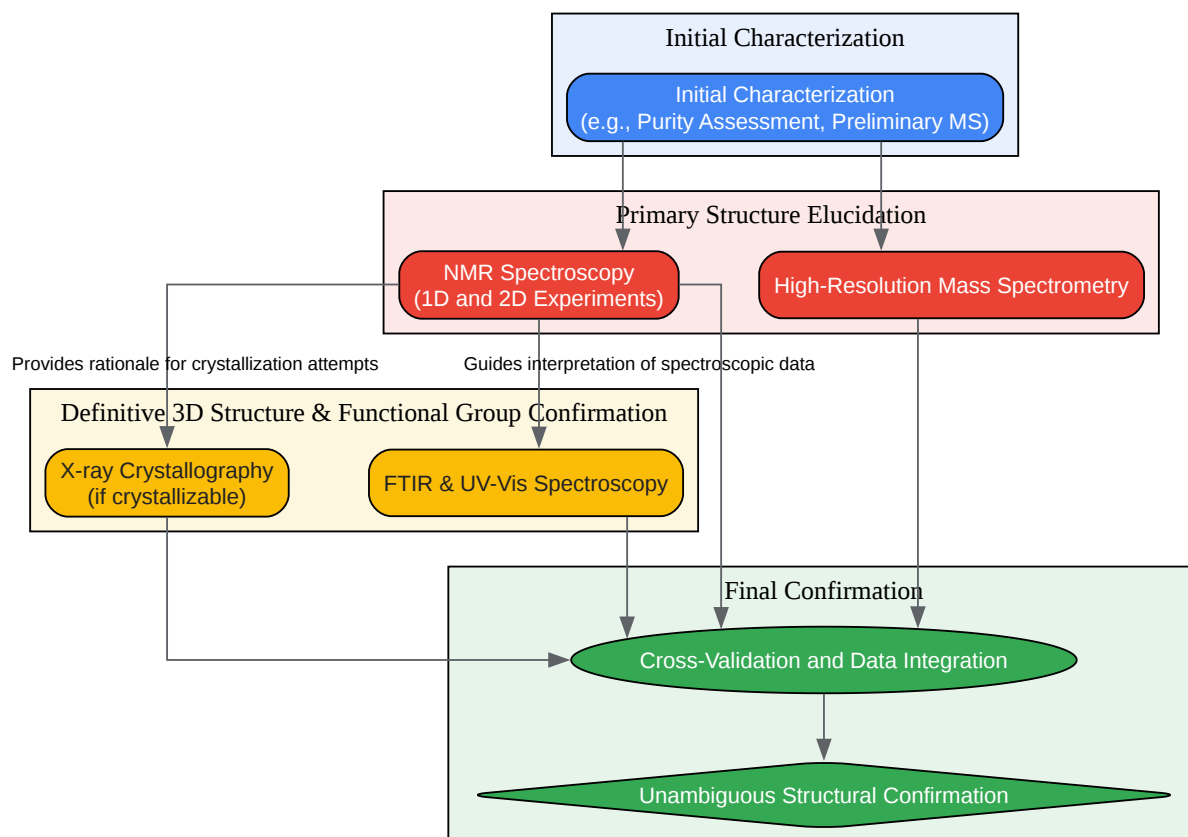 Initial Characterization
Initial Characterization
(e.g., Purity Assessment, Preliminary MS)
Primary Structure Elucidation
NMR Spectroscopy
(1D and 2D Experiments)
High-Resolution Mass Spectrometry
Provides rationale for crystallization attempts
Guides interpretation of spectroscopic data
Definitive 3D Structure & Functional Group Confirmation
X-ray Crystallography
(if crystallizable)
FTIR & UV-Vis Spectroscopy
Final Confirmation
Cross-Validation and Data Integration
Unambiguous Structural Confirmation